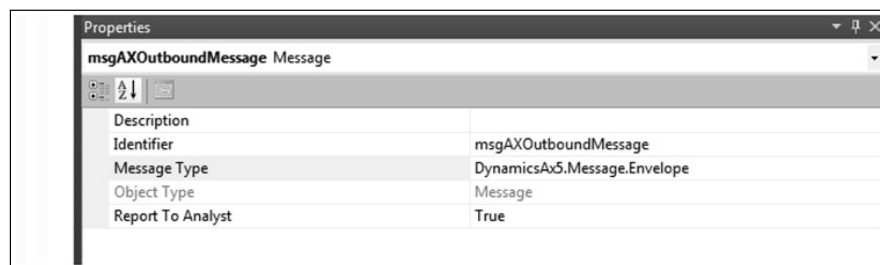 Properties
msgAXOutboundMessage Message
Description
Identifier msgAXOutboundMessage
Message Type DynamicsAx5.Message.Envelope
Object Type Message
Report To Analyst True